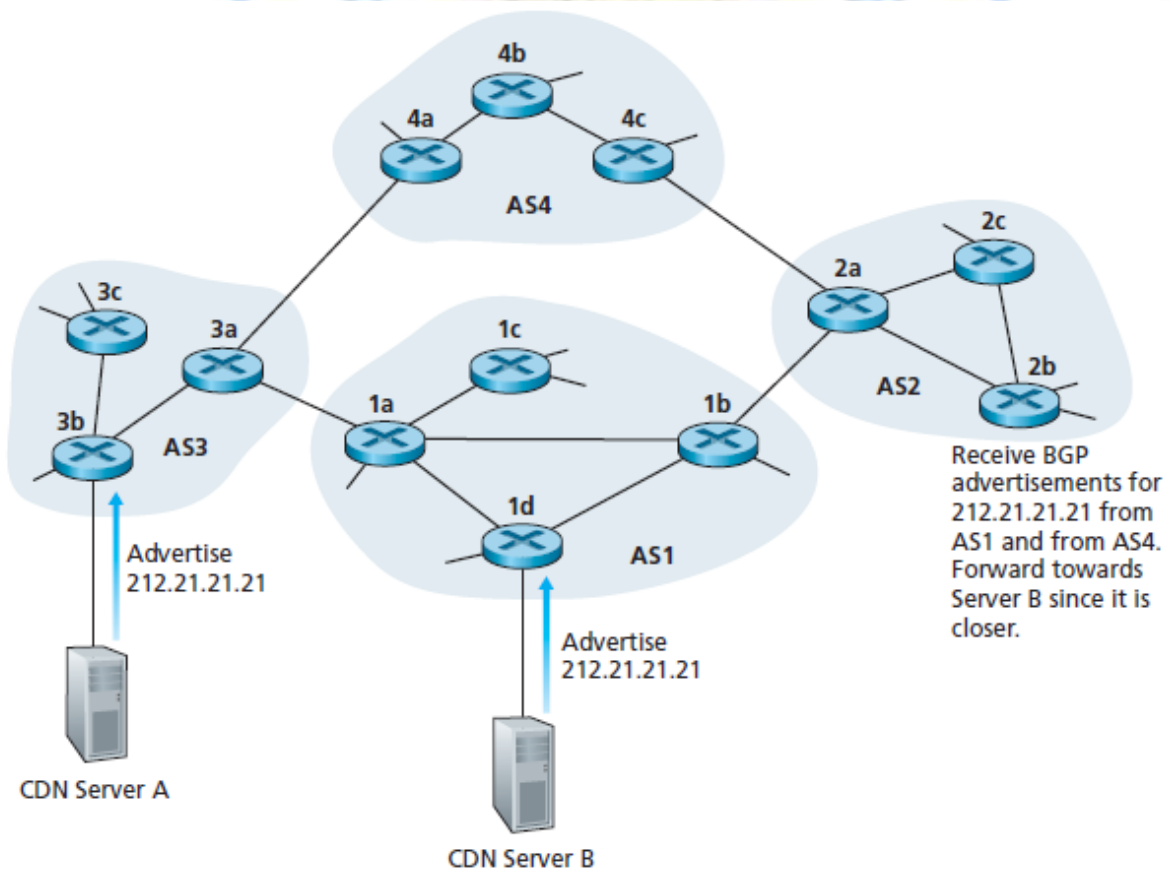 4b
4a
4c
AS4
2c
2a
3c
3a
1c
AS2
2b
1a
1b
3b
AS3
Receive BGP
advertisements for
212.21.21.21 from
AS1 and from AS4.
Forward towards
Server B since it is
closer.
1d
AS1
Advertise
212.21.21.21
Advertise
212.21.21.21
CDN Server A
CDN Server B